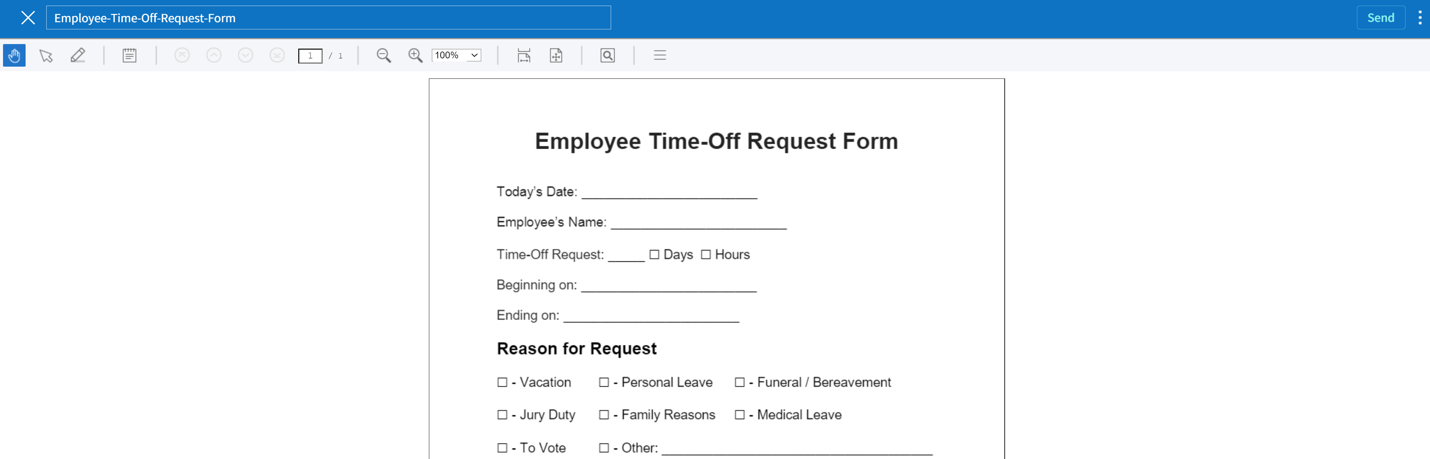 Employee-Time-Off-Request-Form
Send
1 / 1
100%
Employee Time-Off Request Form
Today's Date: ________________________
Employee's Name: ________________________
Time-Off Request: _____ ☐ Days ☐ Hours
Beginning on: ________________________
Ending on: ________________________
Reason for Request
☐ - Vacation ☐ - Personal Leave ☐ - Funeral / Bereavement
☐ - Jury Duty ☐ - Family Reasons ☐ - Medical Leave
☐ - To Vote ☐ - Other: _____________________________________